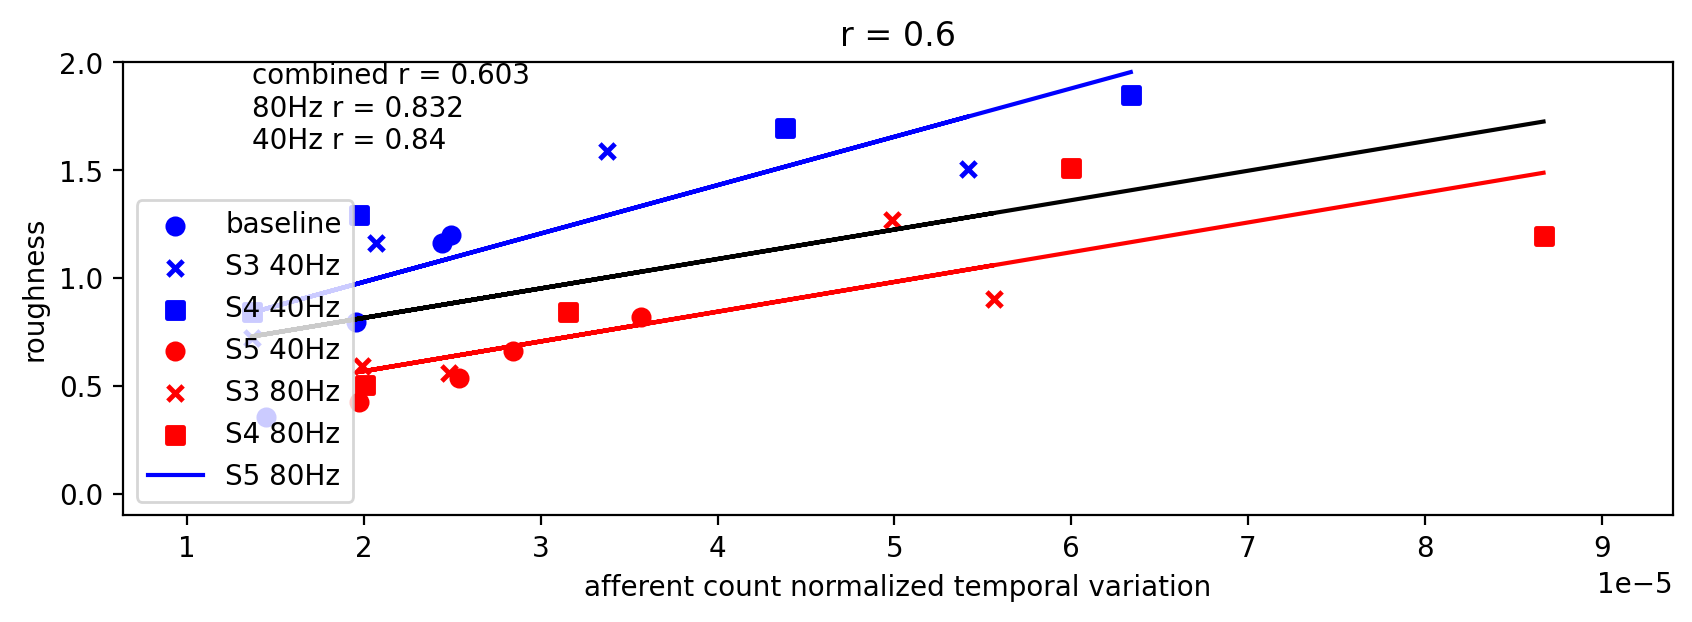 r = 0.6
combined r = 0.603
80Hz r = 0.832
40Hz r = 0.84
baseline
S3 40Hz
S4 40Hz
S5 40Hz
S3 80Hz
S4 80Hz
S5 80Hz
roughness
2.0
1.5
1.0
0.5
0.0
1 2 3 4 5 6 7 8 9
1e−5
afferent count normalized temporal variation